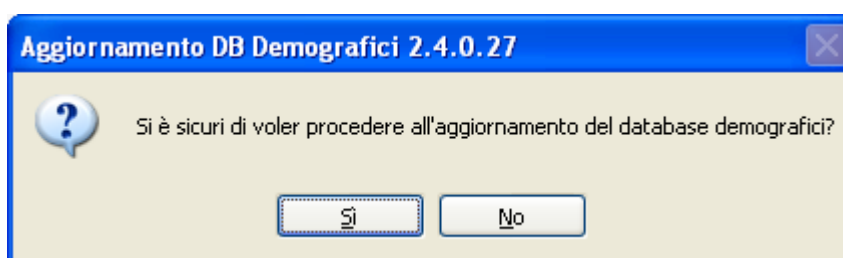 Aggiornamento DB Demografici 2.4.0.27
Si è sicuri di voler procedere all'aggiornamento del database demografici?
Sì No